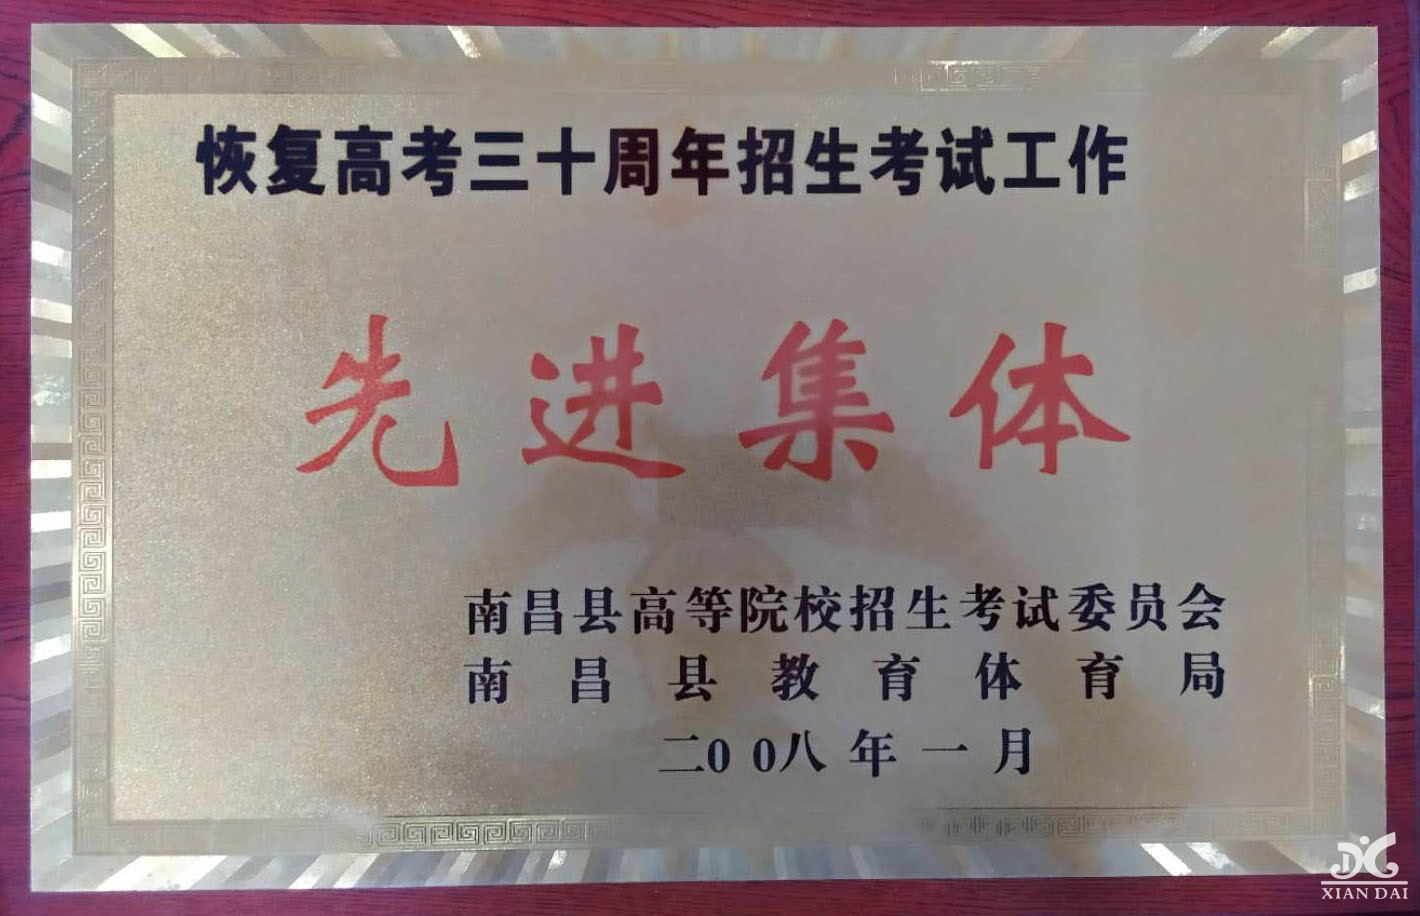 恢复高考三十周年招生考试工作
先进集体
南昌县高等院校招生考试委员会
南昌县教育体育局
二00八年一月
XIAN DAI